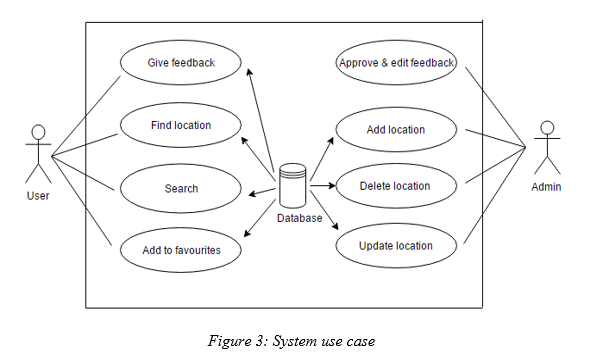 Give feedback
Approve & edit feedback
Find location
Add location
User
Admin
Search
Delete location
Database
Add to favourites
Update location
Figure 3: System use case